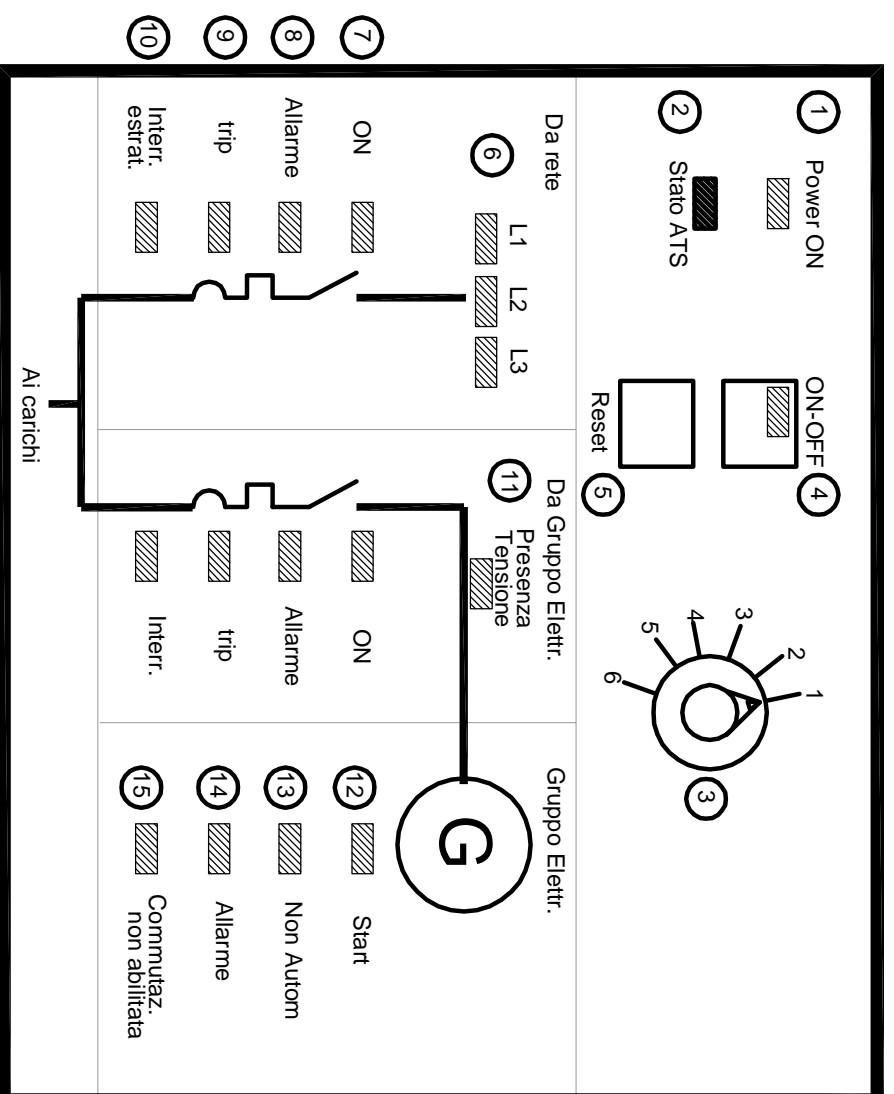 1
Power ON
2
Stato ATS
ON-OFF
4
Reset
5
1
2
3
4
5
6
3
Da rete
6
L1
L2
L3
Da Gruppo Elettr.
11
Presenza
Tensione
Gruppo Elettr.
G
7
ON
8
Allarme
9
trip
10
Interr.
estrat.
ON
Allarme
trip
Interr.
12
Start
13
Non Autom
14
Allarme
15
Commutaz.
non abilitata
Ai carichi